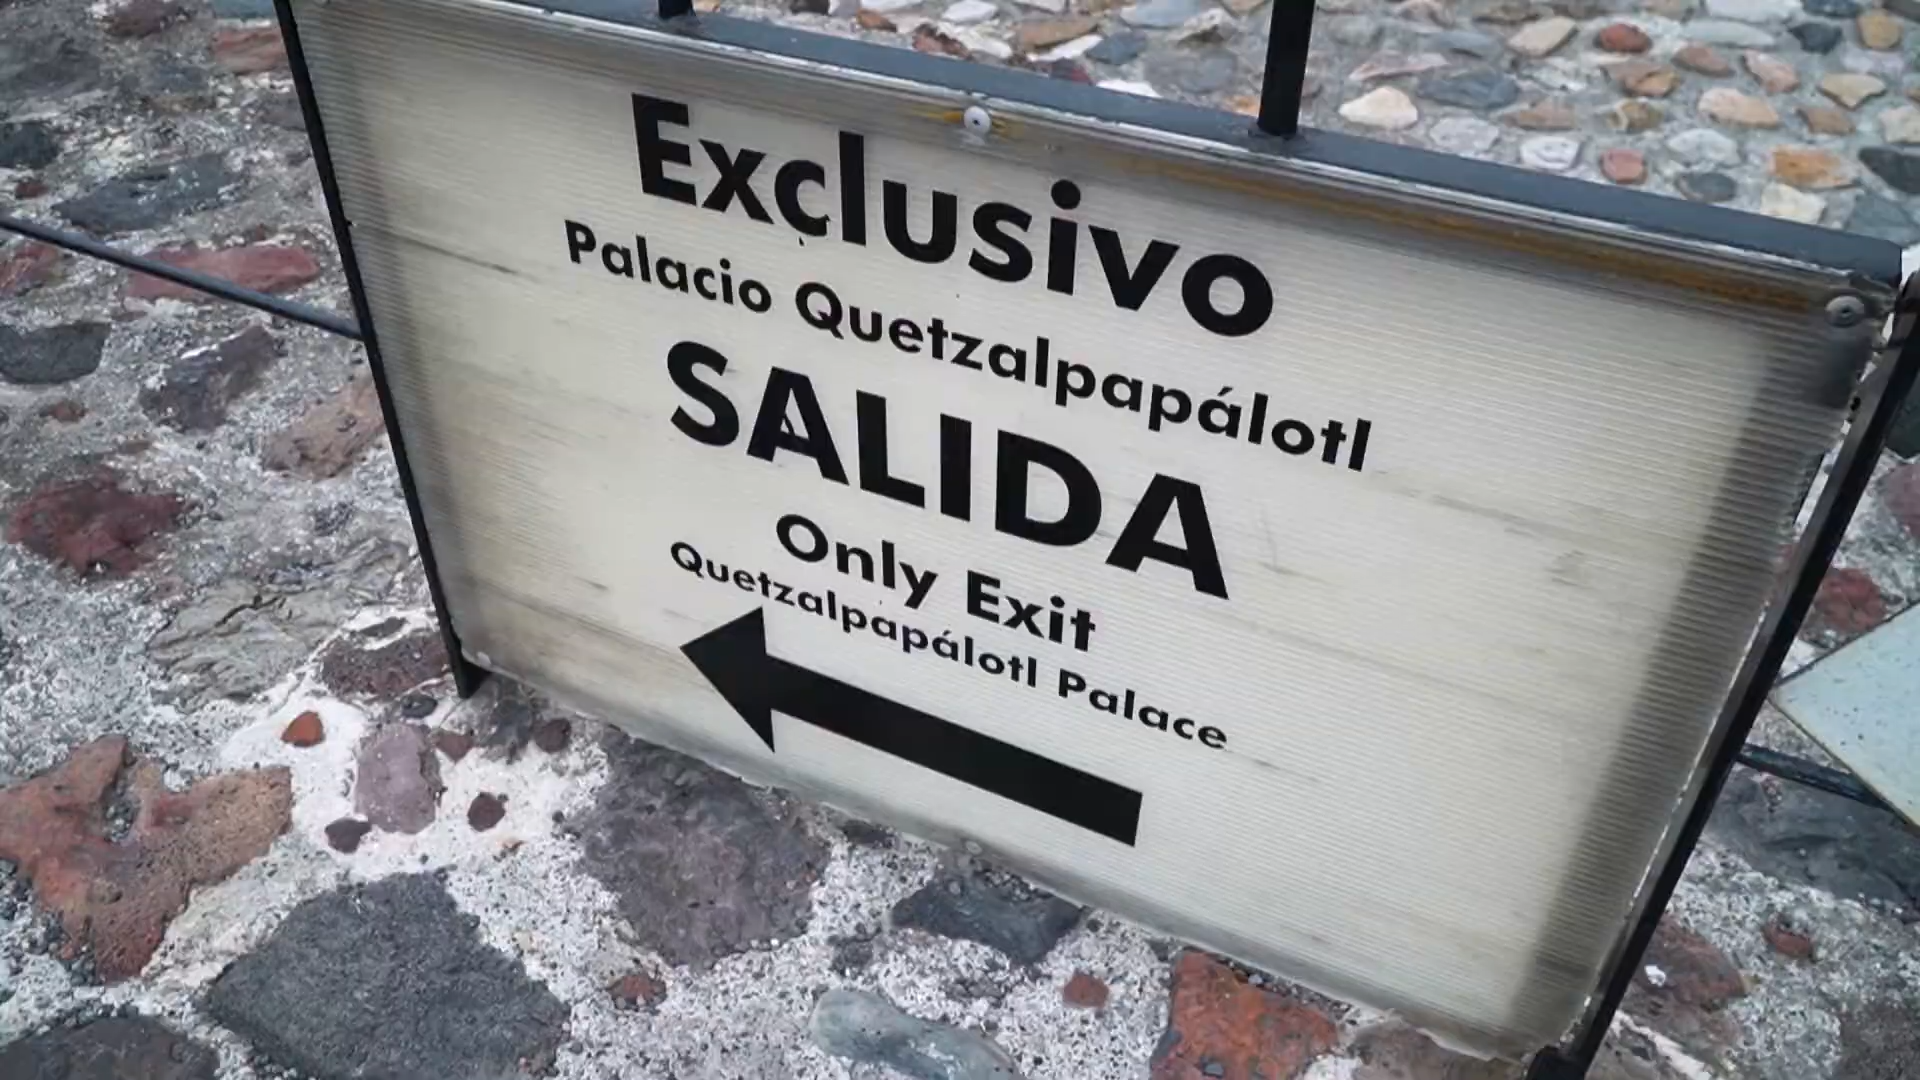 Exclusivo
Palacio Quetzalpapálotl
SALIDA
Only Exit
Quetzalpapálotl Palace